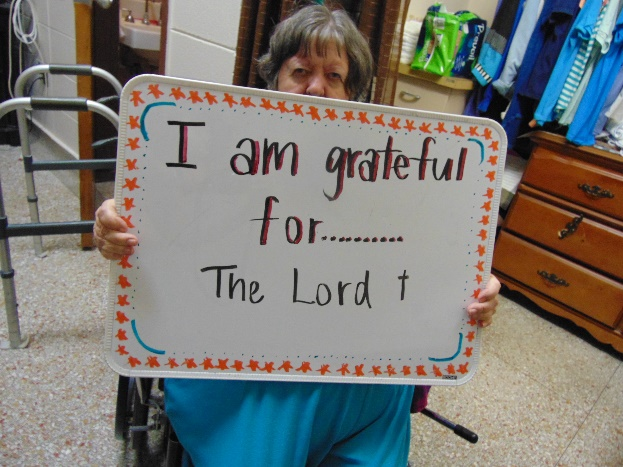 I am grateful
for..........
The Lord †